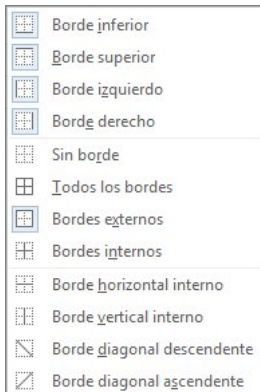 Borde inferior
Borde superior
Borde izquierdo
Borde derecho
Sin borde
Todos los bordes
Bordes externos
Bordes internos
Borde horizontal interno
Borde vertical interno
Borde diagonal descendente
Borde diagonal ascendente